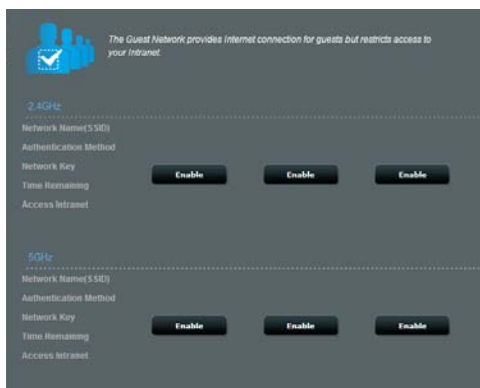 The Guest Network provides Internet connection for guests but restricts access to
your Intranet.
2.4GHz
Network Name(SSID)
Authentication Method
Network Key
Enable Enable Enable
Time Remaining
Access Intranet
5GHz
Network Name(SSID)
Authentication Method
Network Key
Enable Enable Enable
Time Remaining
Access Intranet